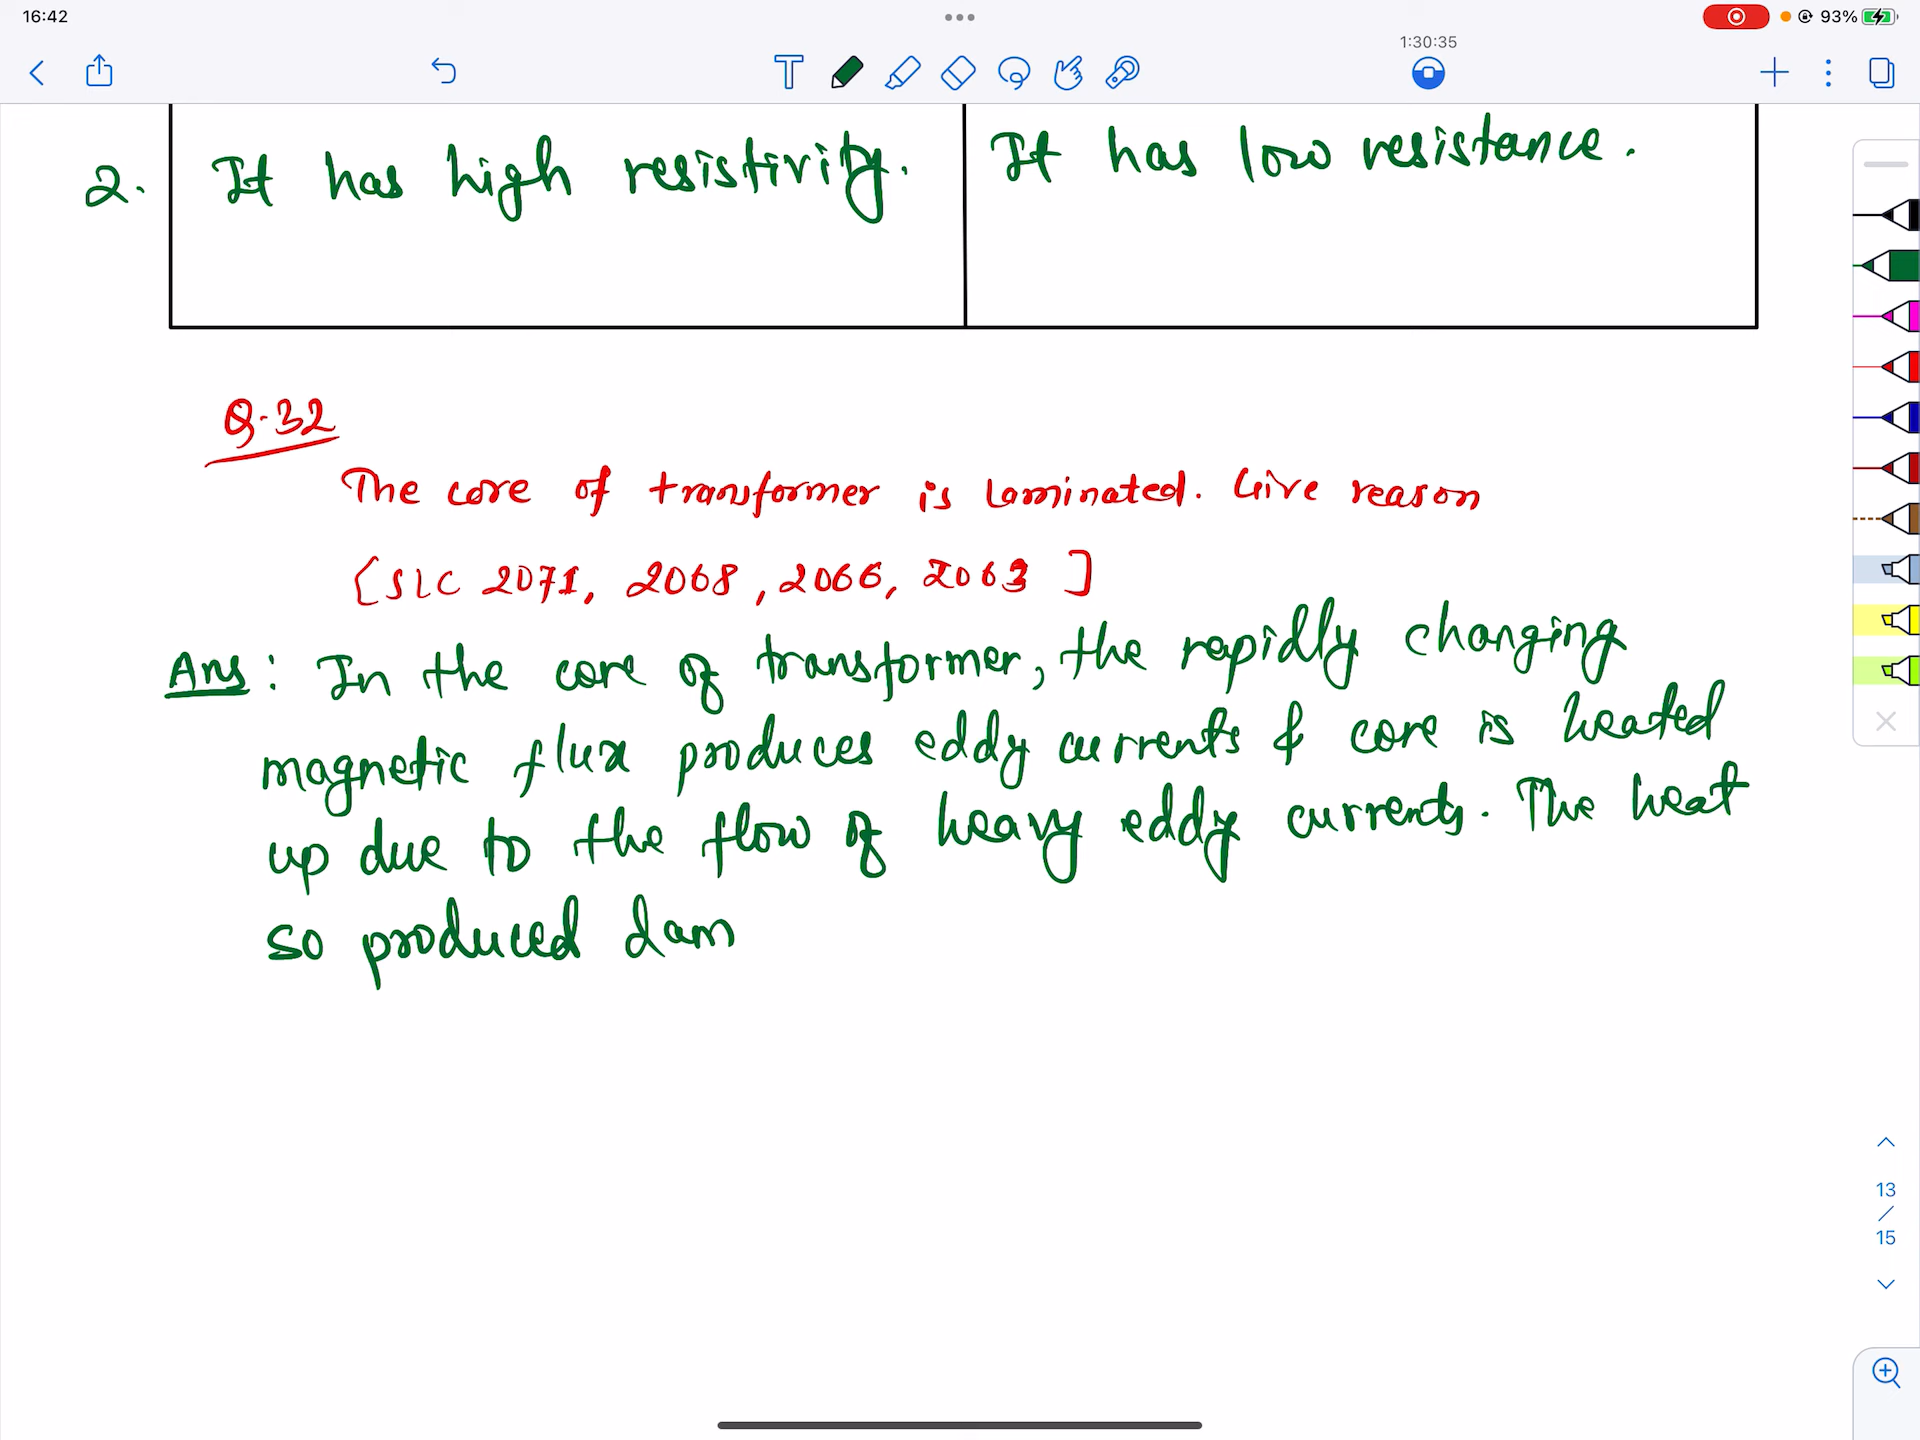 16:42
93%
1:30:35
2. It has high resistivity. It has low resistance.
Q.32
The core of transformer is laminated. Give reason
[SLC 2071, 2068, 2066, 2063]
Ans: In the core of transformer, the rapidly changing
magnetic flux produces eddy currents & core is heated
up due to the flow of heavy eddy currents. The heat
so produced dam
13
/
15